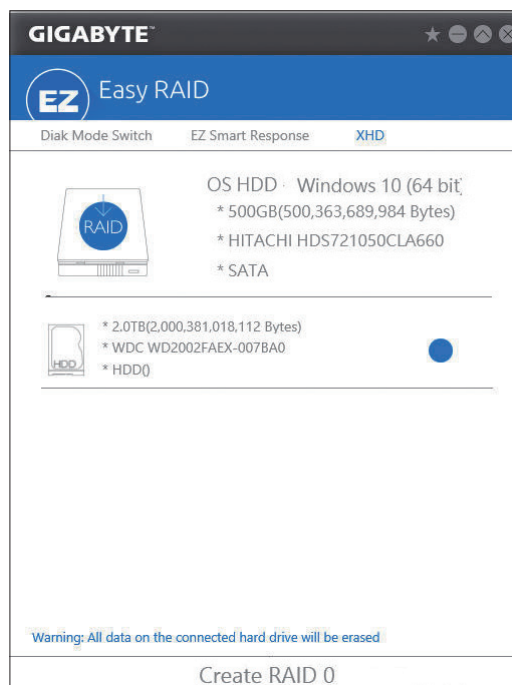 GIGABYTE™
EZ Easy RAID
Diak Mode Switch EZ Smart Response XHD
OS HDD · Windows 10 (64 bit)
RAID
* 500GB(500,363,689,984 Bytes)
* HITACHI HDS721050CLA660
* SATA
* 2.0TB(2,000,381,018,112 Bytes)
* WDC WD2002FAEX-007BA0
HDD
* HDD()
Warning: All data on the connected hard drive will be erased
Create RAID 0